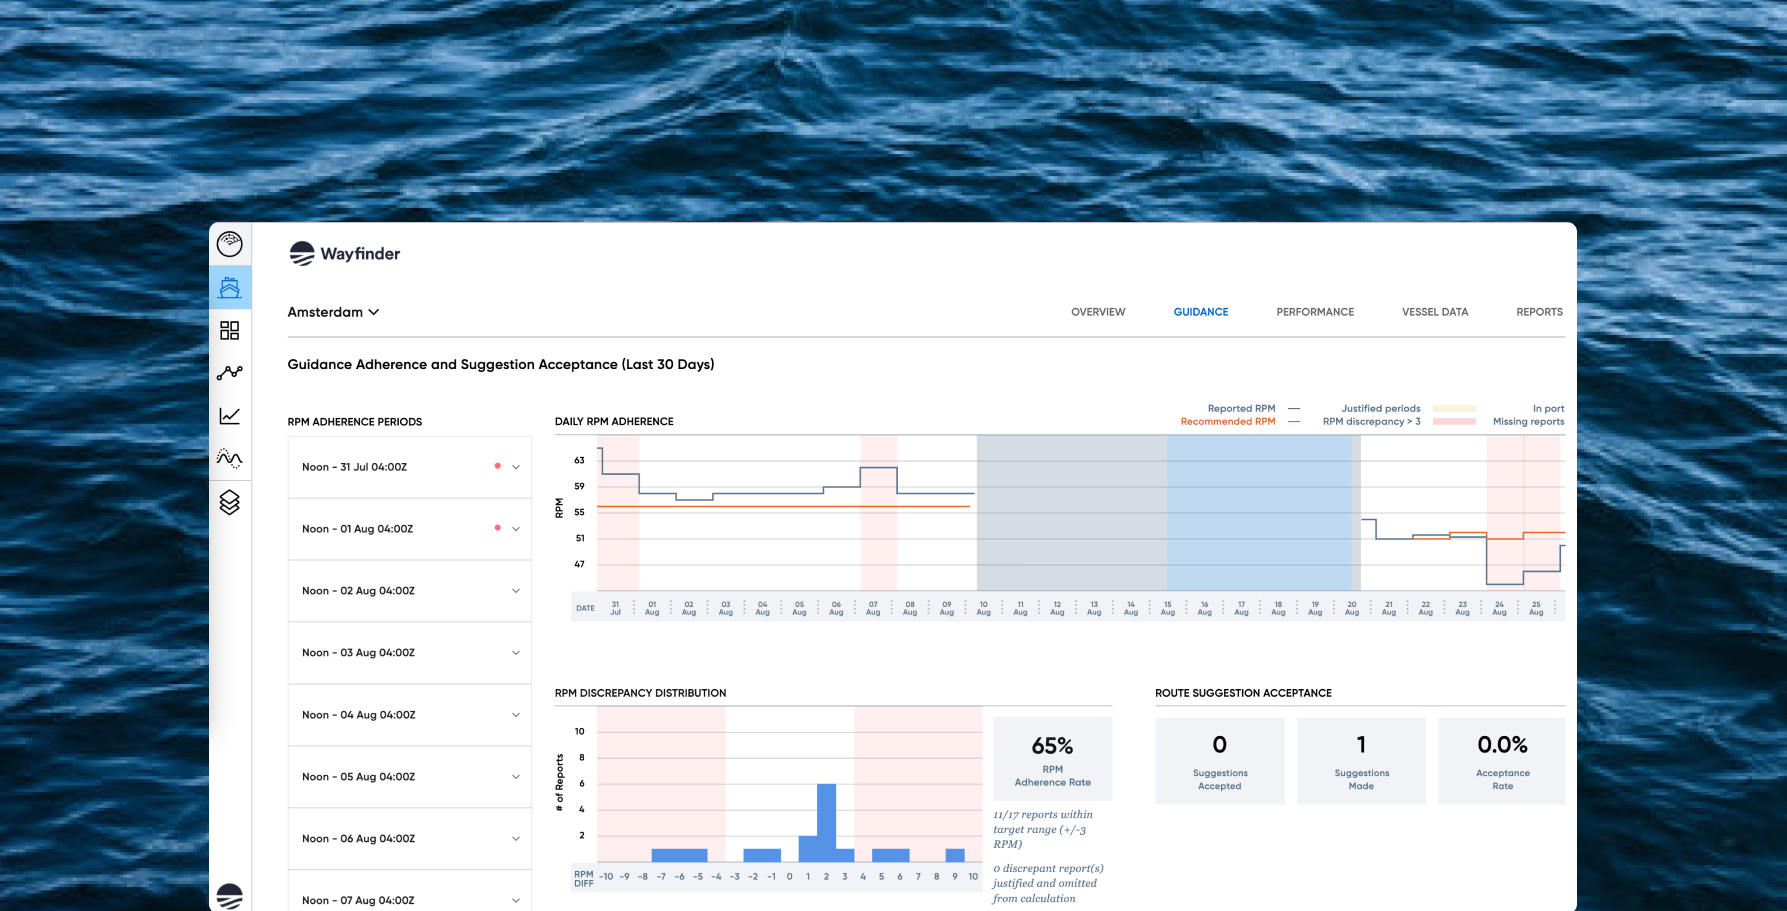 Wayfinder
Amsterdam
OVERVIEW GUIDANCE PERFORMANCE VESSEL DATA REPORTS
Guidance Adherence and Suggestion Acceptance (Last 30 Days)
RPM ADHERENCE PERIODS
Noon - 31 Jul 04:00Z
Noon - 01 Aug 04:00Z
Noon - 02 Aug 04:00Z
Noon - 03 Aug 04:00Z
Noon - 04 Aug 04:00Z
Noon - 05 Aug 04:00Z
Noon - 06 Aug 04:00Z
Noon - 07 Aug 04:00Z
DAILY RPM ADHERENCE
Reported RPM Justified periods In port
Recommended RPM RPM discrepancy > 3 Missing reports
RPM
63
59
55
51
47
DATE 31 Jul 01 Aug 02 Aug 03 Aug 04 Aug 05 Aug 06 Aug 07 Aug 08 Aug 09 Aug 10 Aug 11 Aug 12 Aug 13 Aug 14 Aug 15 Aug 16 Aug 17 Aug 18 Aug 19 Aug 20 Aug 21 Aug 22 Aug 23 Aug 24 Aug 25 Aug
RPM DISCREPANCY DISTRIBUTION
# of Reports
10
8
6
4
2
RPM DIFF -10 -9 -8 -7 -6 -5 -4 -3 -2 -1 0 1 2 3 4 5 6 7 8 9 10
65%
RPM
Adherence Rate
11/17 reports within
target range (+/-3
RPM)
0 discrepant report(s)
justified and omitted
from calculation
ROUTE SUGGESTION ACCEPTANCE
0
Suggestions
Accepted
1
Suggestions
Made
0.0%
Acceptance
Rate